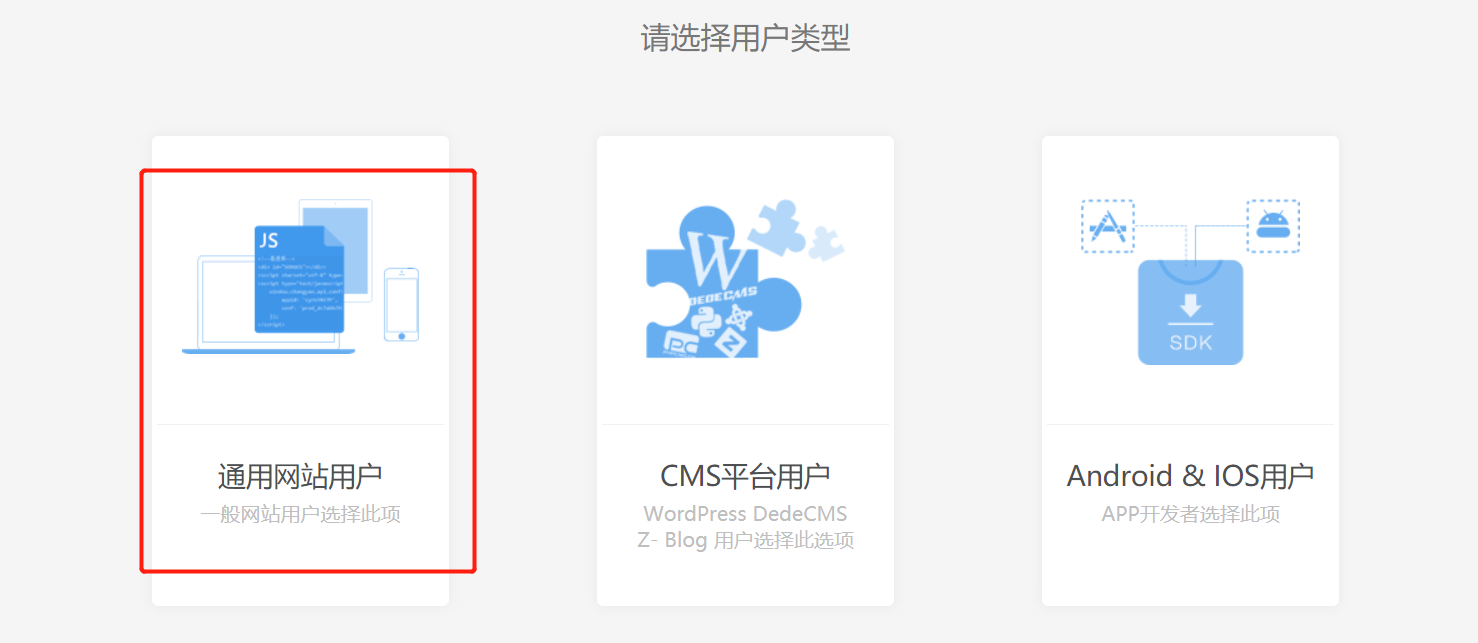 请选择用户类型
JS
W
DEDECMS
PC
Z
SDK
通用网站用户
一般网站用户选择此项
CMS平台用户
WordPress DedeCMS
Z- Blog 用户选择此选项
Android & IOS用户
APP开发者选择此项